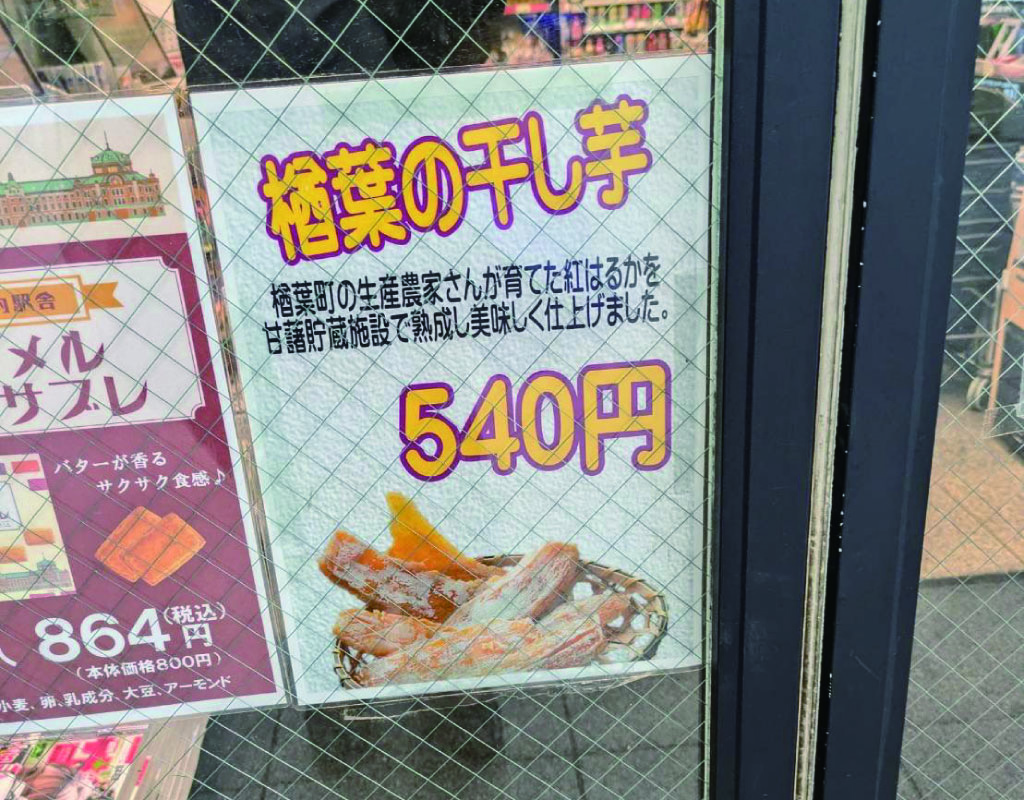 楢葉の干し芋
楢葉町の生産農家さんが育てた紅はるかを
甘藷貯蔵施設で熟成し美味しく仕上げました。
540円
駅舎
メル
サブレ
バターが香る
サクサク食感♪
864円(税込)
(本体価格800円)
小麦、卵、乳成分、大豆、アーモンド